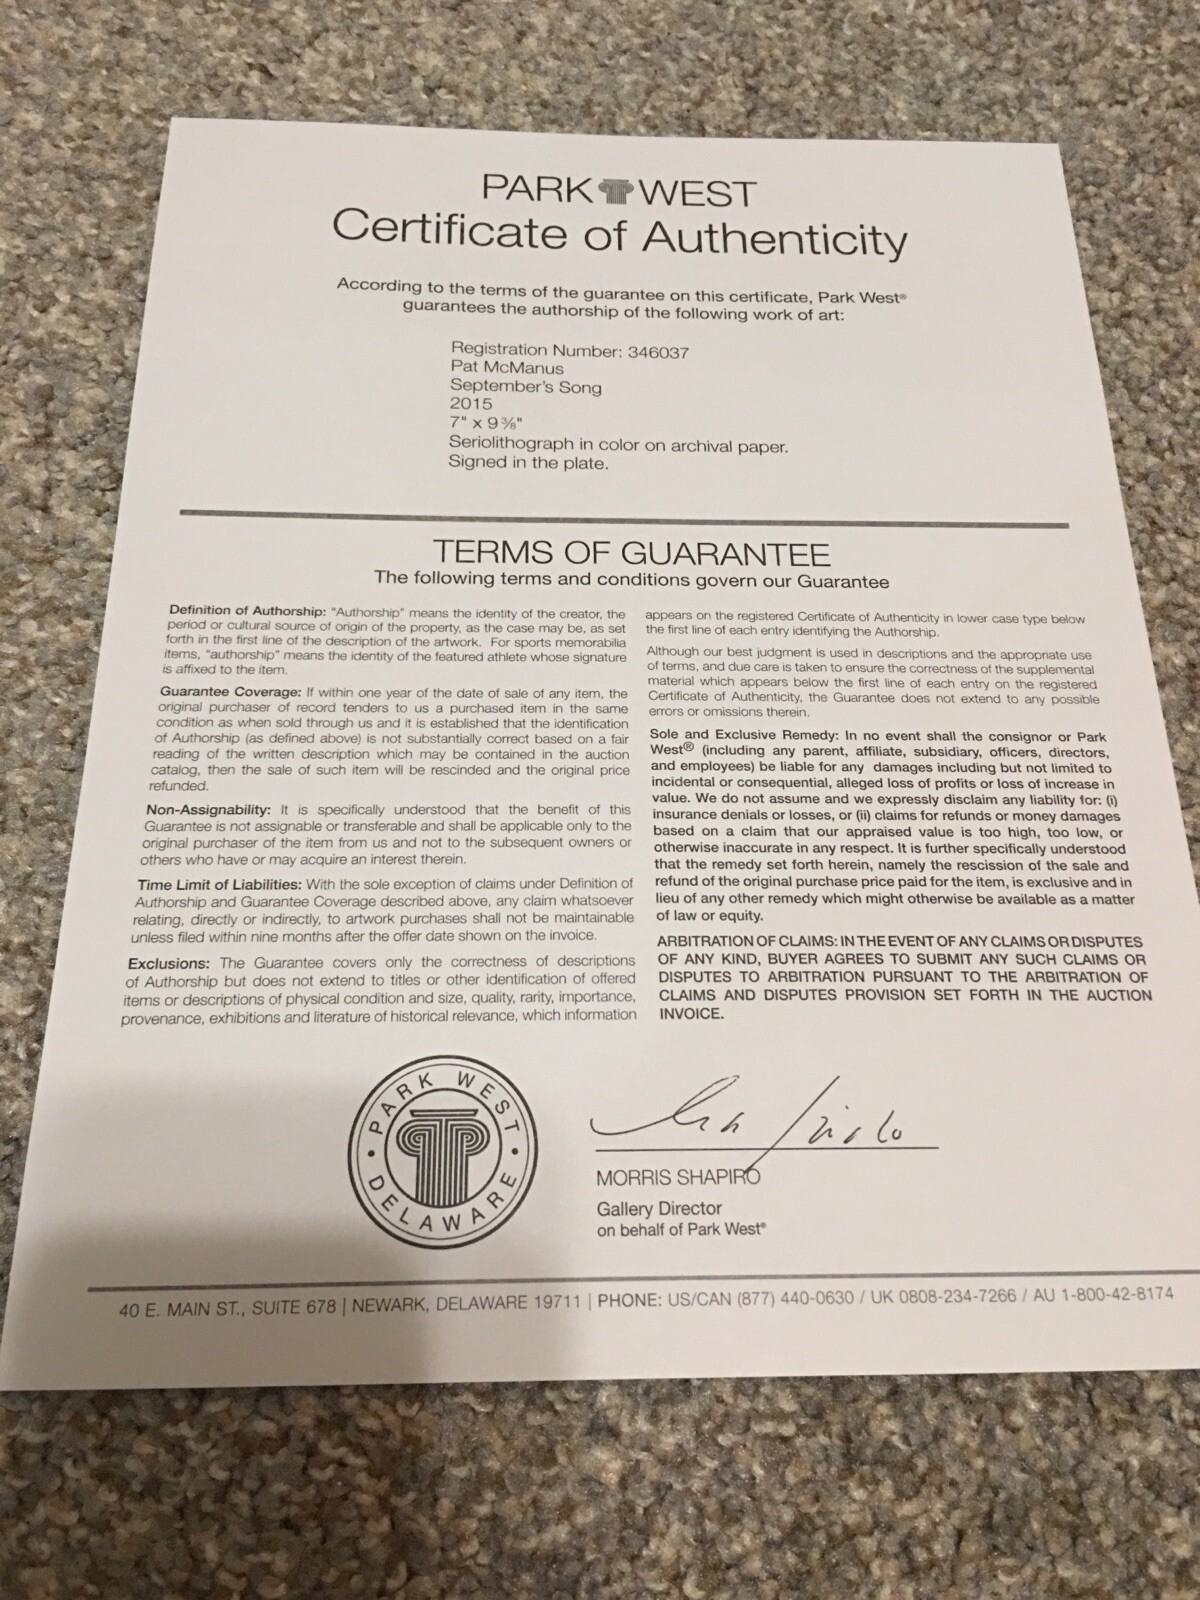 PARK WEST
Certificate of Authenticity
According to the terms of the guarantee on this certificate, Park West®
guarantees the authorship of the following work of art:
Registration Number: 346037
Pat McManus
September's Song
2015
7" x 9⅜"
Seriolithograph in color on archival paper.
Signed in the plate.
TERMS OF GUARANTEE
The following terms and conditions govern our Guarantee
Definition of Authorship: "Authorship" means the identity of the creator, the
period or cultural source of origin of the property, as the case may be, as set
forth in the first line of the description of the artwork. For sports memorabilia
items, "authorship" means the identity of the featured athlete whose signature
is affixed to the item.
Guarantee Coverage: If within one year of the date of sale of any item, the
original purchaser of record tenders to us a purchased item in the same
condition as when sold through us and it is established that the identification
of Authorship (as defined above) is not substantially correct based on a fair
reading of the written description which may be contained in the auction
catalog, then the sale of such item will be rescinded and the original price
refunded.
Non-Assignability: It is specifically understood that the benefit of this
Guarantee is not assignable or transferable and shall be applicable only to the
original purchaser of the item from us and not to the subsequent owners or
others who have or may acquire an interest therein.
Time Limit of Liabilities: With the sole exception of claims under Definition of
Authorship and Guarantee Coverage described above, any claim whatsoever
relating, directly or indirectly, to artwork purchases shall not be maintainable
unless filed within nine months after the offer date shown on the invoice.
Exclusions: The Guarantee covers only the correctness of descriptions
of Authorship but does not extend to titles or other identification of offered
items or descriptions of physical condition and size, quality, rarity, importance,
provenance, exhibitions and literature of historical relevance, which information
appears on the registered Certificate of Authenticity in lower case type below
the first line of each entry identifying the Authorship.
Although our best judgment is used in descriptions and the appropriate use
of terms, and due care is taken to ensure the correctness of the supplemental
material which appears below the first line of each entry on the registered
Certificate of Authenticity, the Guarantee does not extend to any possible
errors or omissions therein.
Sole and Exclusive Remedy: In no event shall the consignor or Park
West® (including any parent, affiliate, subsidiary, officers, directors,
and employees) be liable for any damages including but not limited to
incidental or consequential, alleged loss of profits or loss of increase in
value. We do not assume and we expressly disclaim any liability for: (i)
insurance denials or losses, or (ii) claims for refunds or money damages
based on a claim that our appraised value is too high, too low, or
otherwise inaccurate in any respect. It is further specifically understood
that the remedy set forth herein, namely the rescission of the sale and
refund of the original purchase price paid for the item, is exclusive and in
lieu of any other remedy which might otherwise be available as a matter
of law or equity.
ARBITRATION OF CLAIMS: IN THE EVENT OF ANY CLAIMS OR DISPUTES
OF ANY KIND, BUYER AGREES TO SUBMIT ANY SUCH CLAIMS OR
DISPUTES TO ARBITRATION PURSUANT TO THE ARBITRATION OF
CLAIMS AND DISPUTES PROVISION SET FORTH IN THE AUCTION
INVOICE.
PARK WEST
DELAWARE
MORRIS SHAPIRO
Gallery Director
on behalf of Park West®
40 E. MAIN ST., SUITE 678 | NEWARK, DELAWARE 19711 | PHONE: US/CAN (877) 440-0630 / UK 0808-234-7266 / AU 1-800-42-8174